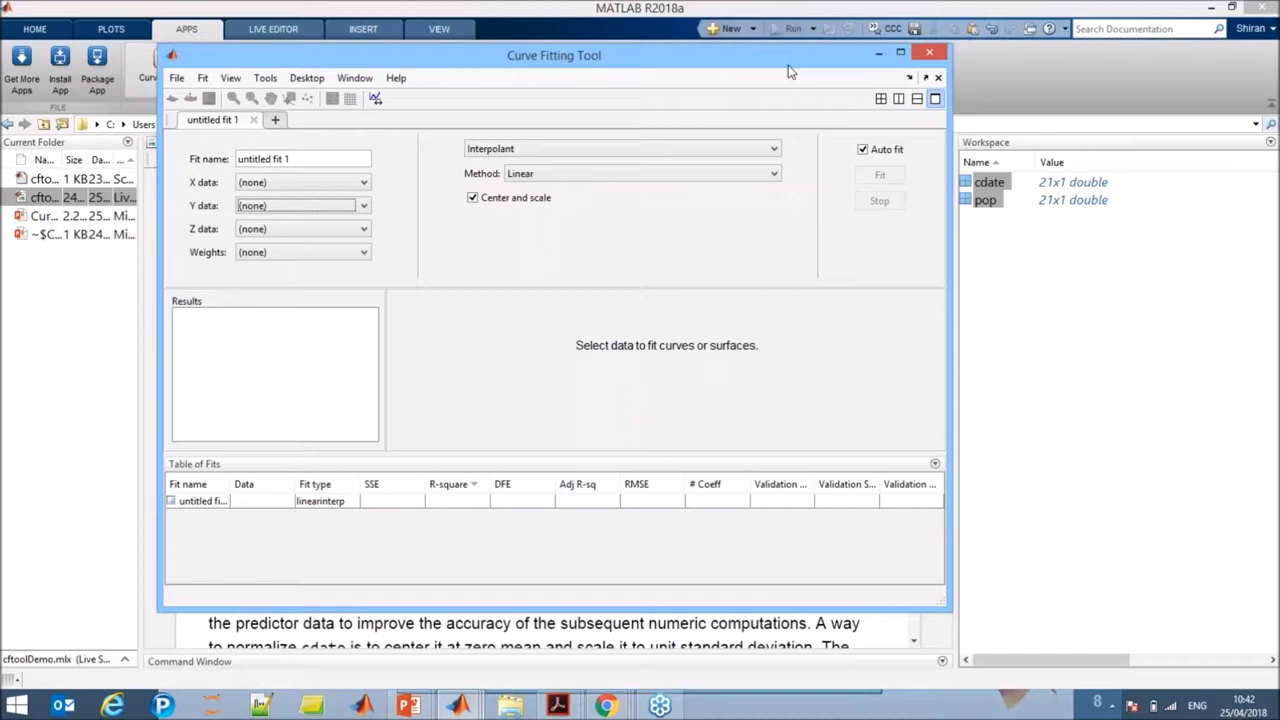 MATLAB R2018a
HOME PLOTS APPS LIVE EDITOR INSERT VIEW New Run CCC Search Documentation Shiran
Get More Apps
Install App
Package App
FILE
C: Users
Curve Fitting Tool
File Fit View Tools Desktop Window Help
untitled fit 1
Fit name: untitled fit 1
X data: (none)
Y data: (none)
Z data: (none)
Weights: (none)
Interpolant
Method: Linear
Center and scale
Auto fit
Fit
Stop
Results
Select data to fit curves or surfaces.
Table of Fits
Fit name Data Fit type SSE R-square DFE Adj R-sq RMSE # Coeff Validation ... Validation S... Validation ...
untitled fi... linearinterp
Current Folder
Na... Size Da... ...
cfto... 1 KB 23... Sc...
cfto... 24... 25... Liv...
Cur... 2.2... 25... Mi...
~$C... 1 KB 24... Mi...
Workspace
Name Value
cdate 21x1 double
pop 21x1 double
the predictor data to improve the accuracy of the subsequent numeric computations. A way
to normalize cdate is to center it at zero mean and scale it to unit standard deviation. The
cftoolDemo.mlx (Live S...
Command Window
ENG
10:42
25/04/2018